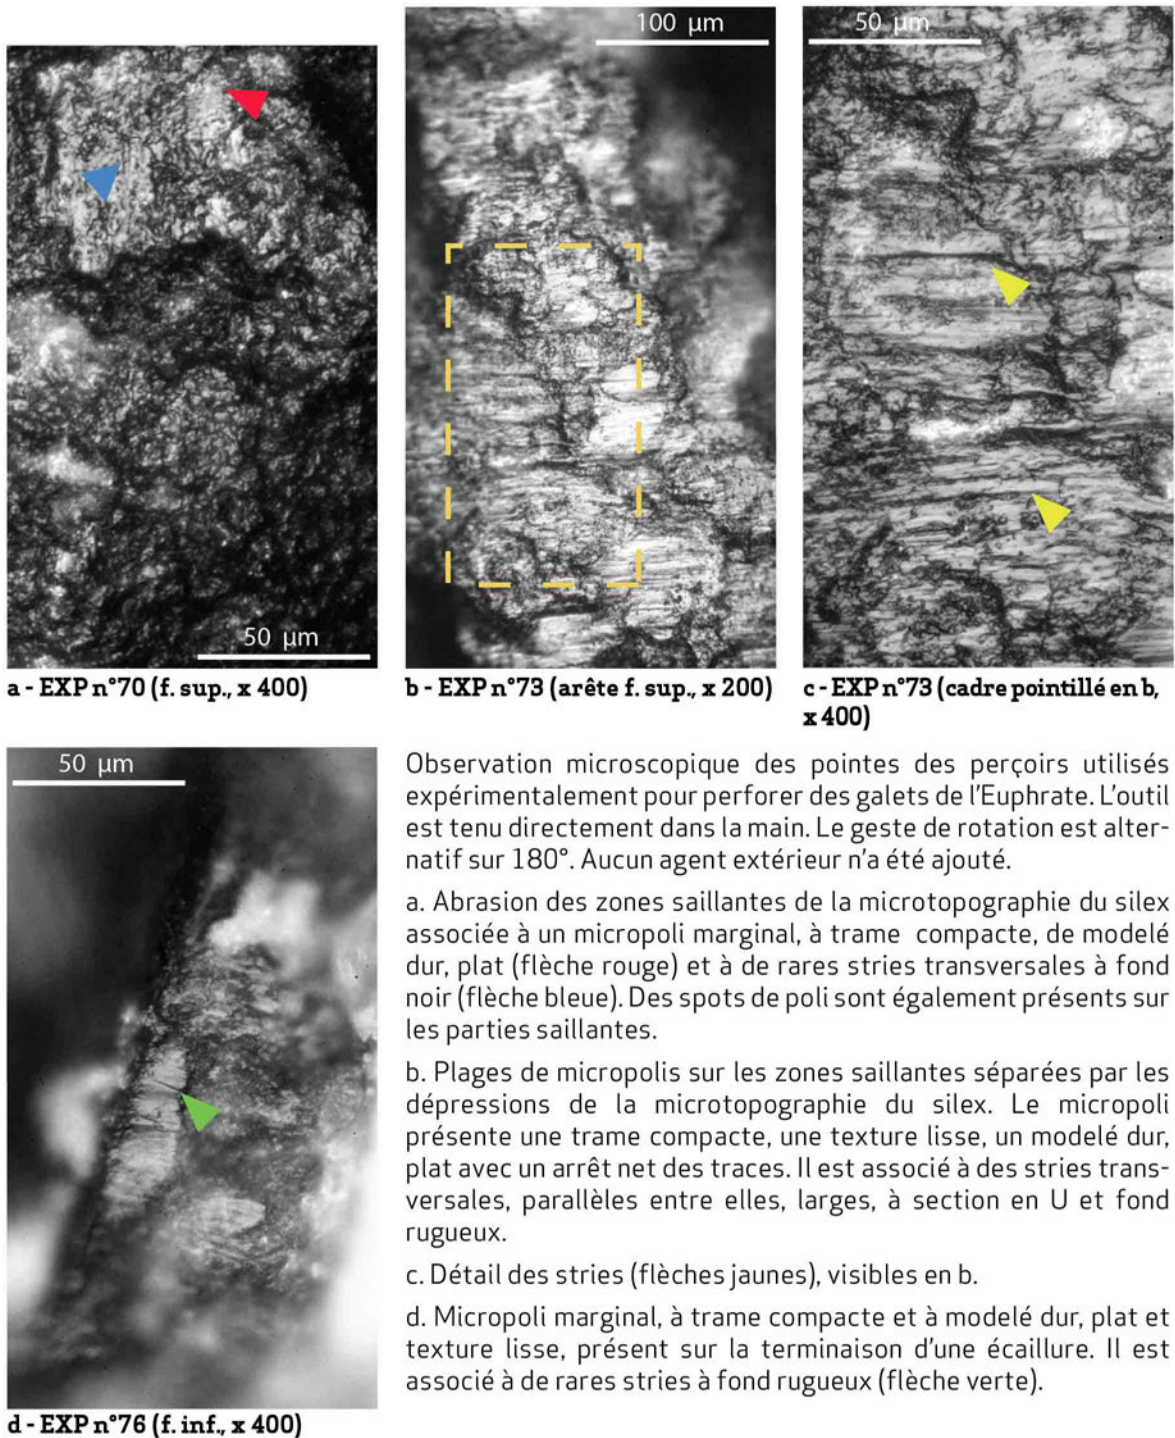 100 µm
50 µm
50 µm
a - EXP n°70 (f. sup., x 400)
b - EXP n°73 (arête f. sup., x 200)
c - EXP n°73 (cadre pointillé en b,
x 400)
50 µm
d - EXP n°76 (f. inf., x 400)
Observation microscopique des pointes des perçoirs utilisés
expérimentalement pour perforer des galets de l'Euphrate. L'outil
est tenu directement dans la main. Le geste de rotation est alter-
natif sur 180°. Aucun agent extérieur n'a été ajouté.
a. Abrasion des zones saillantes de la microtopographie du silex
associée à un micropoli marginal, à trame compacte, de modelé
dur, plat (flèche rouge) et à de rares stries transversales à fond
noir (flèche bleue). Des spots de poli sont également présents sur
les parties saillantes.
b. Plages de micropolis sur les zones saillantes séparées par les
dépressions de la microtopographie du silex. Le micropoli
présente une trame compacte, une texture lisse, un modelé dur,
plat avec un arrêt net des traces. Il est associé à des stries trans-
versales, parallèles entre elles, larges, à section en U et fond
rugueux.
c. Détail des stries (flèches jaunes), visibles en b.
d. Micropoli marginal, à trame compacte et à modelé dur, plat et
texture lisse, présent sur la terminaison d'une écaillure. Il est
associé à de rares stries à fond rugueux (flèche verte).